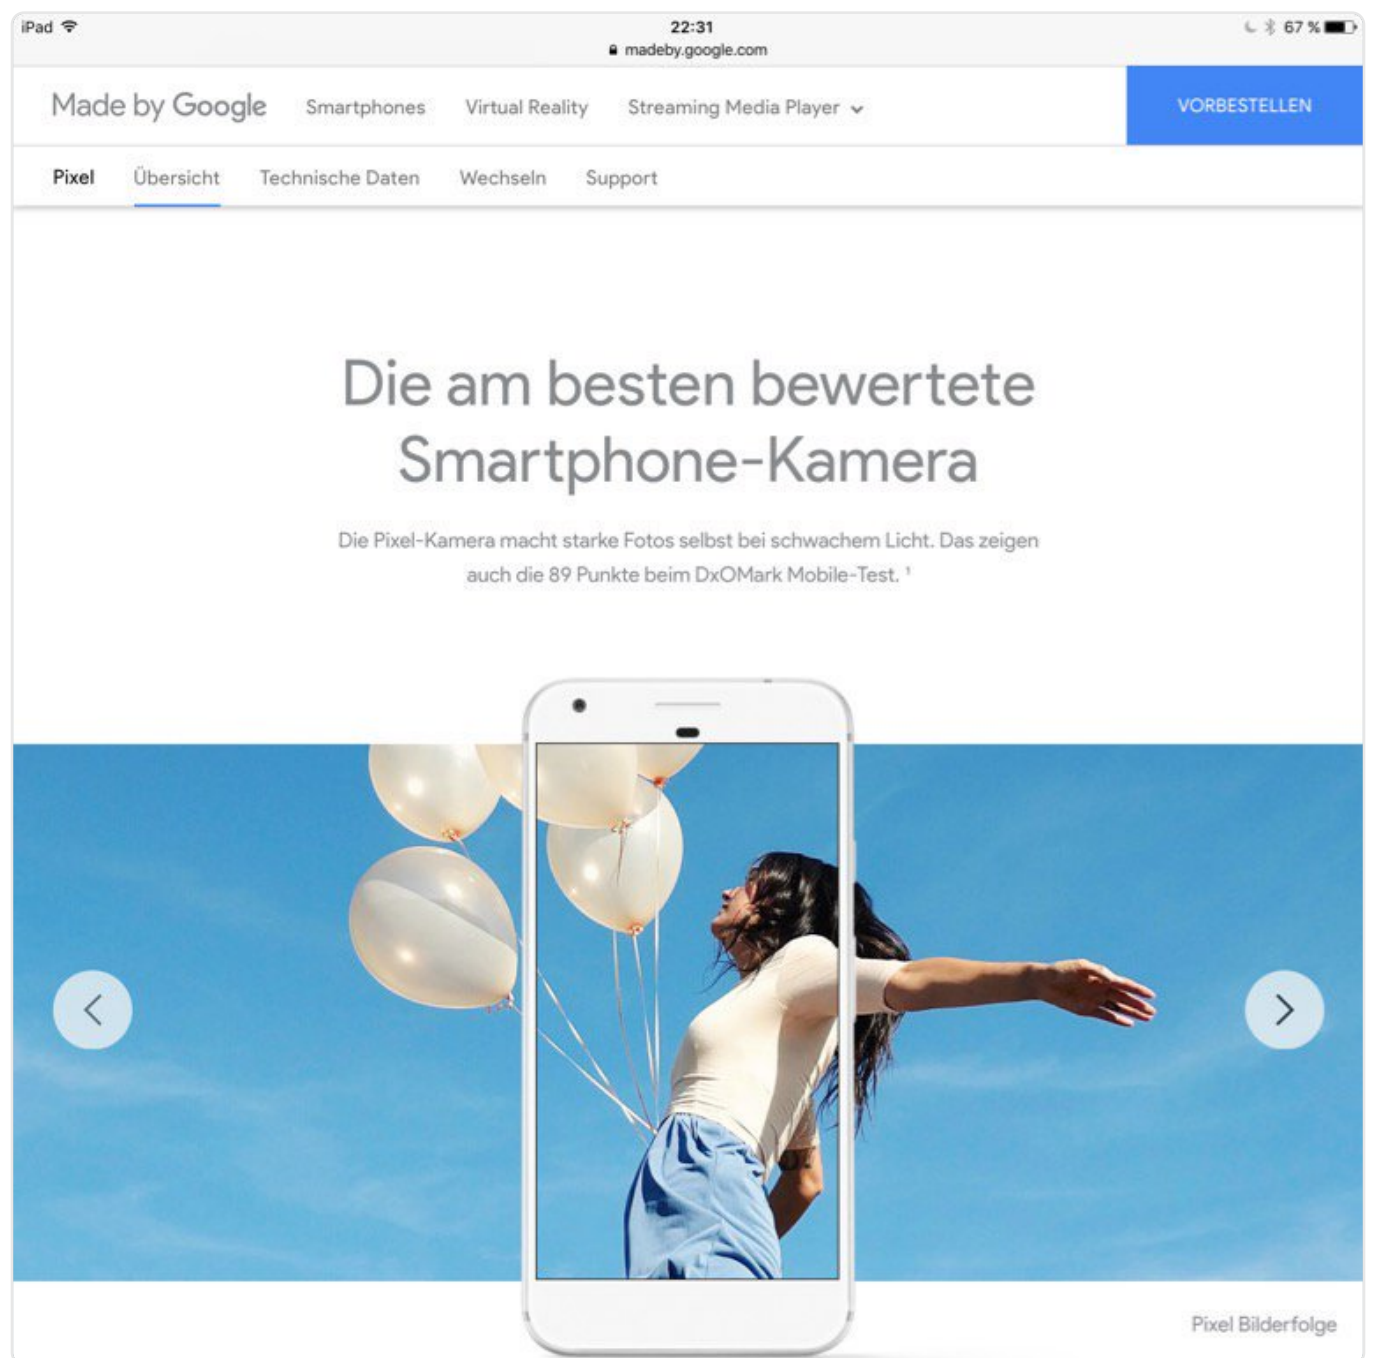 iPad
22:31
67 %
madeby.google.com
Made by Google Smartphones Virtual Reality Streaming Media Player VORBESTELLEN
Pixel Übersicht Technische Daten Wechseln Support
Die am besten bewertete
Smartphone-Kamera
Die Pixel-Kamera macht starke Fotos selbst bei schwachem Licht. Das zeigen
auch die 89 Punkte beim DxOMark Mobile-Test. ¹
Pixel Bilderfolge